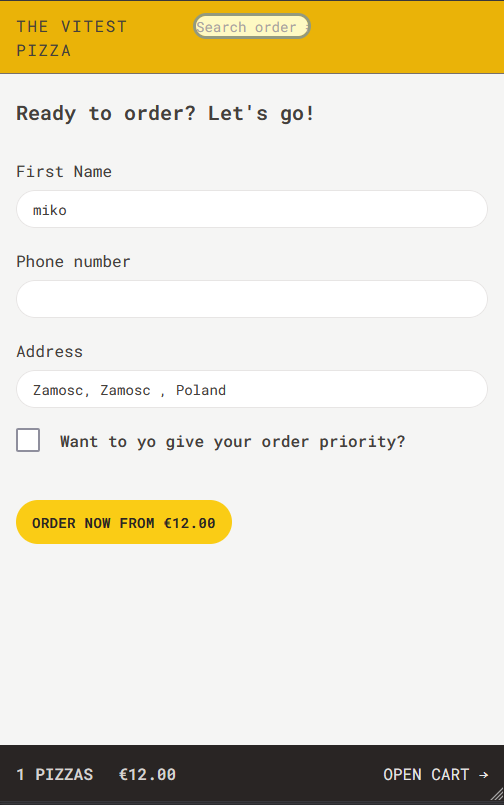 THE VITEST
PIZZA
Search order
Ready to order? Let's go!
First Name
miko
Phone number
Address
Zamosc, Zamosc , Poland
Want to yo give your order priority?
ORDER NOW FROM €12.00
1 PIZZAS €12.00 OPEN CART →